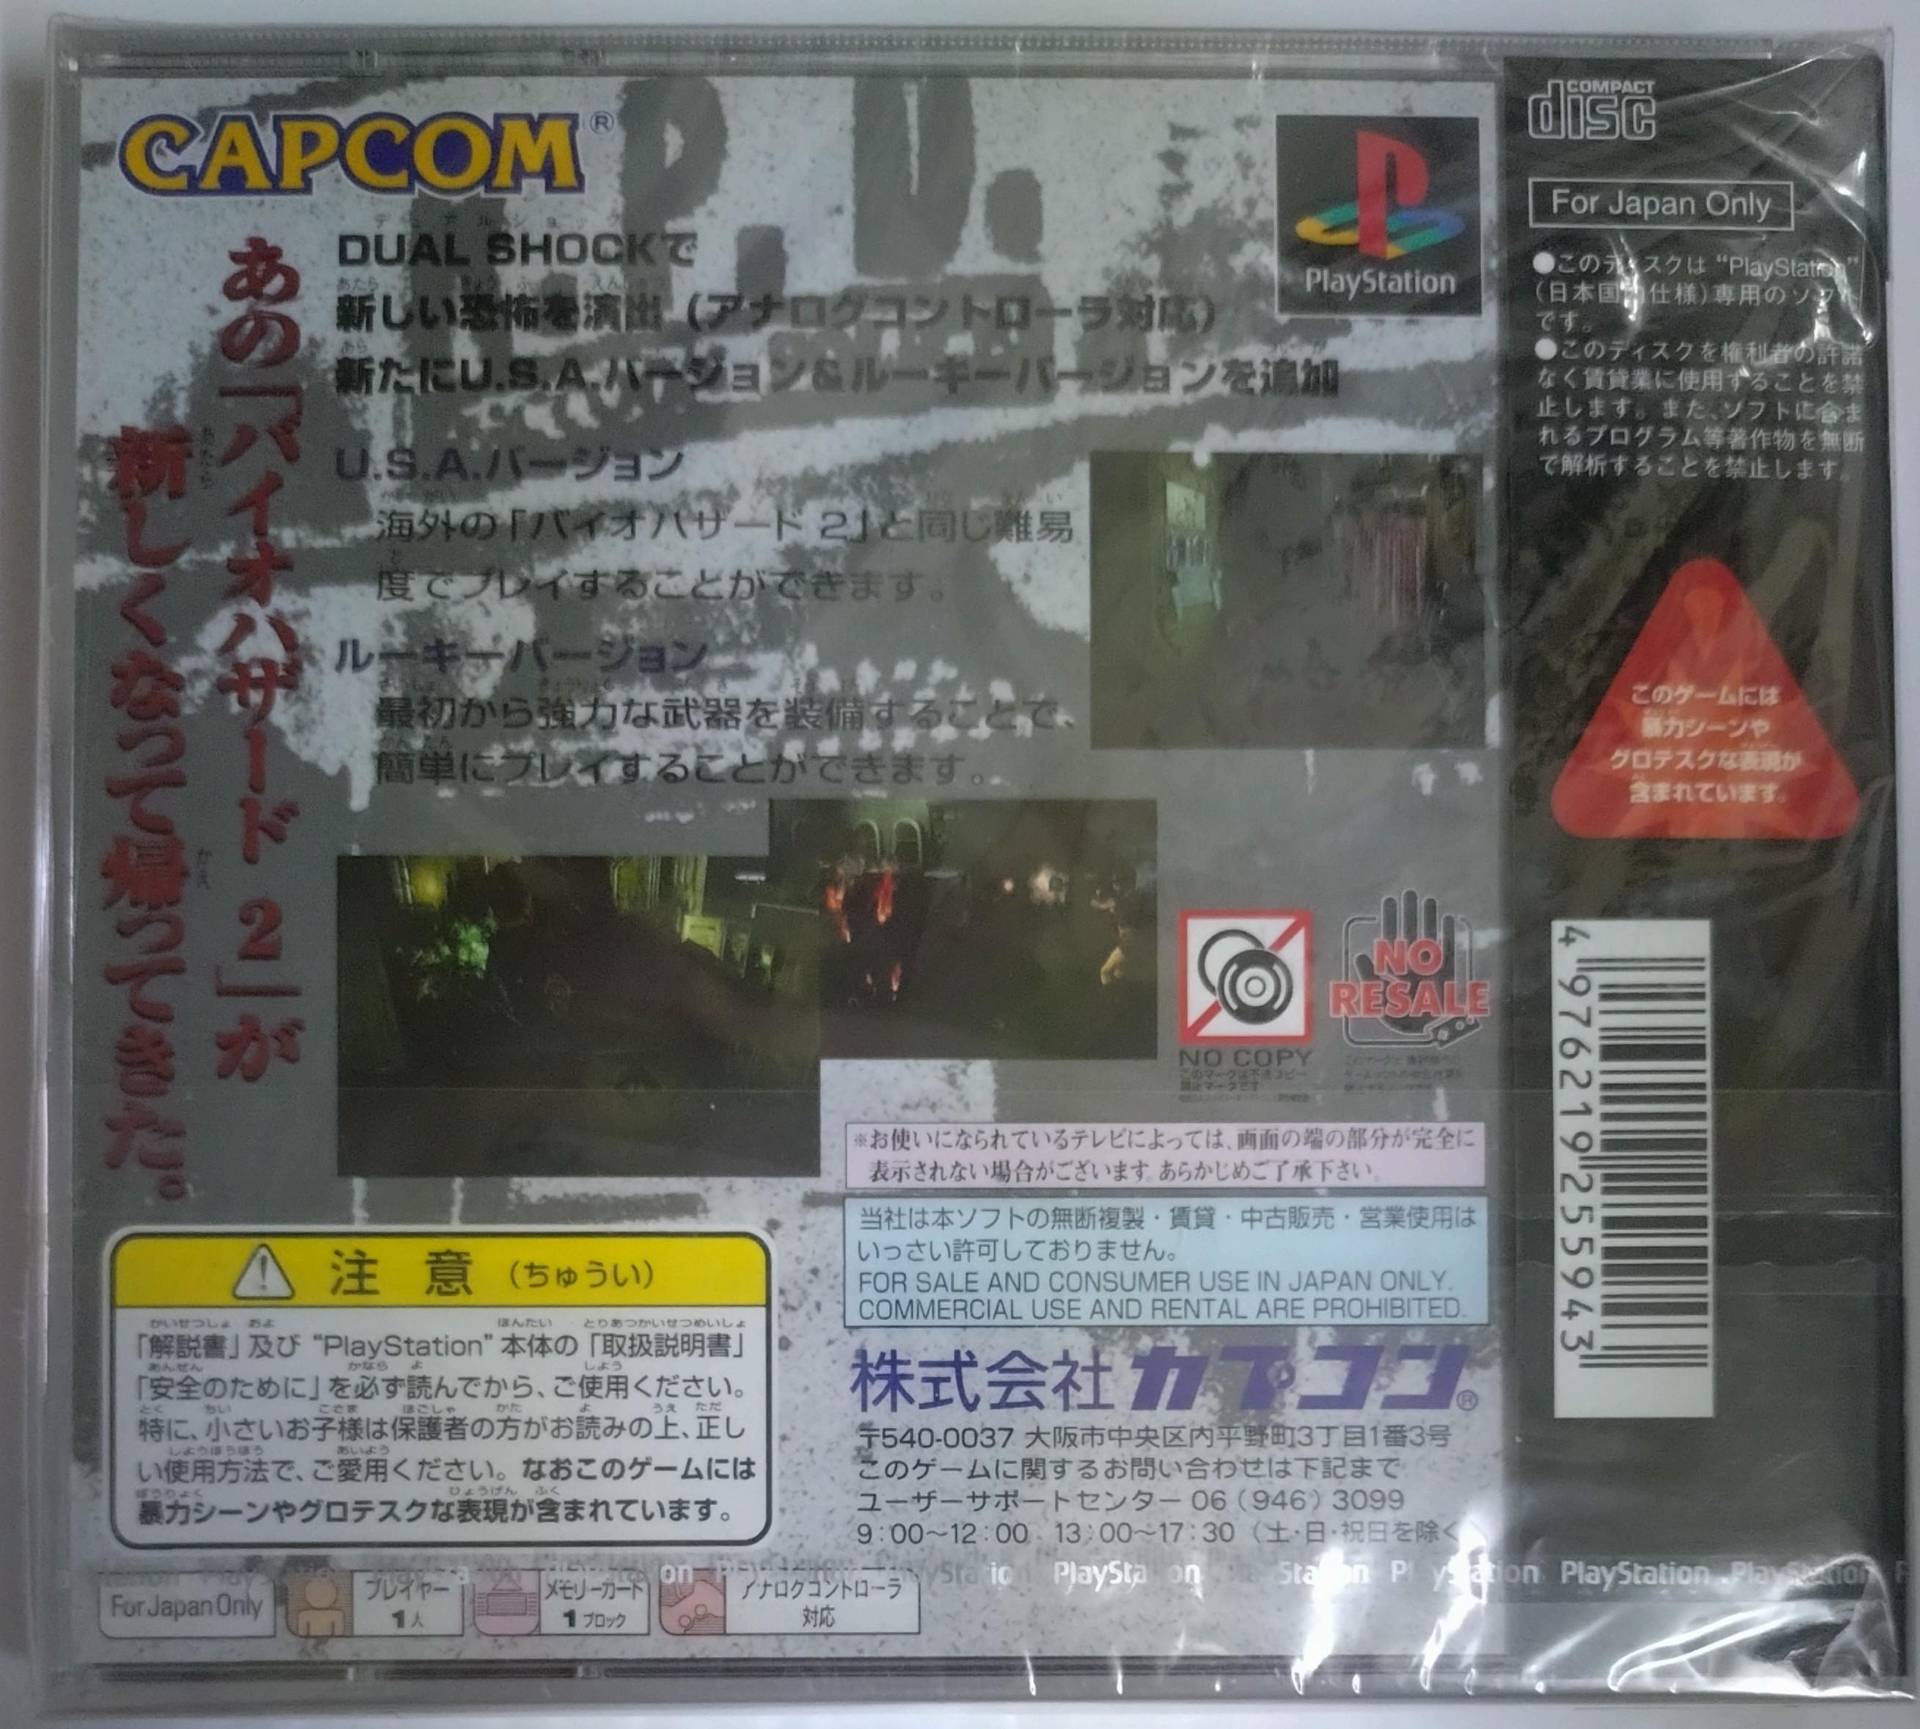 CAPCOM®
あの「バイオハザード 2」が
新しくなって帰ってきた。
DUAL SHOCKで
新しい恐怖を演出 (アナログコントローラ対応)
新たにU.S.A.バージョン&ルーキーバージョンを追加
U.S.A.バージョン
海外の「バイオハザード 2」と同じ難易
度でプレイすることができます。
ルーキーバージョン
最初から強力な武器を装備することで、
簡単にプレイすることができます。
PlayStation
NO COPY
NO
RESALE
※お使いになられているテレビによっては、画面の端の部分が完全に
表示されない場合がございます。あらかじめご了承下さい。
当社は本ソフトの無断複製・賃貸・中古販売・営業使用は
いっさい許可しておりません。
FOR SALE AND CONSUMER USE IN JAPAN ONLY.
COMMERCIAL USE AND RENTAL ARE PROHIBITED.
株式会社カプコン®
〒540-0037 大阪市中央区内平野町3丁目1番3号
このゲームに関するお問い合わせは下記まで
ユーザーサポートセンター 06 (946) 3099
9:00〜12:00 13:00〜17:30 (土・日・祝日を除く)
注意 (ちゅうい)
「解説書」及び “PlayStation” 本体の「取扱説明書」
「安全のために」を必ず読んでから、ご使用ください。
特に、小さいお子様は保護者の方がお読みの上、正し
い使用方法で、ご愛用ください。なおこのゲームには
暴力シーンやグロテスクな表現が含まれています。
For Japan Only
プレイヤー
1人
メモリーカード
1ブロック
アナログコントローラ
対応
COMPACT
disc
For Japan Only
●このディスクは “PlayStation”
(日本国内仕様)専用のソフト
です。
●このディスクを権利者の許諾
なく賃貸業に使用することを禁
止します。また、ソフトに含ま
れるプログラム等著作物を無断
で解析することを禁止します。
このゲームには
暴力シーンや
グロテスクな表現が
含まれています。
4976219255943
PlayStation